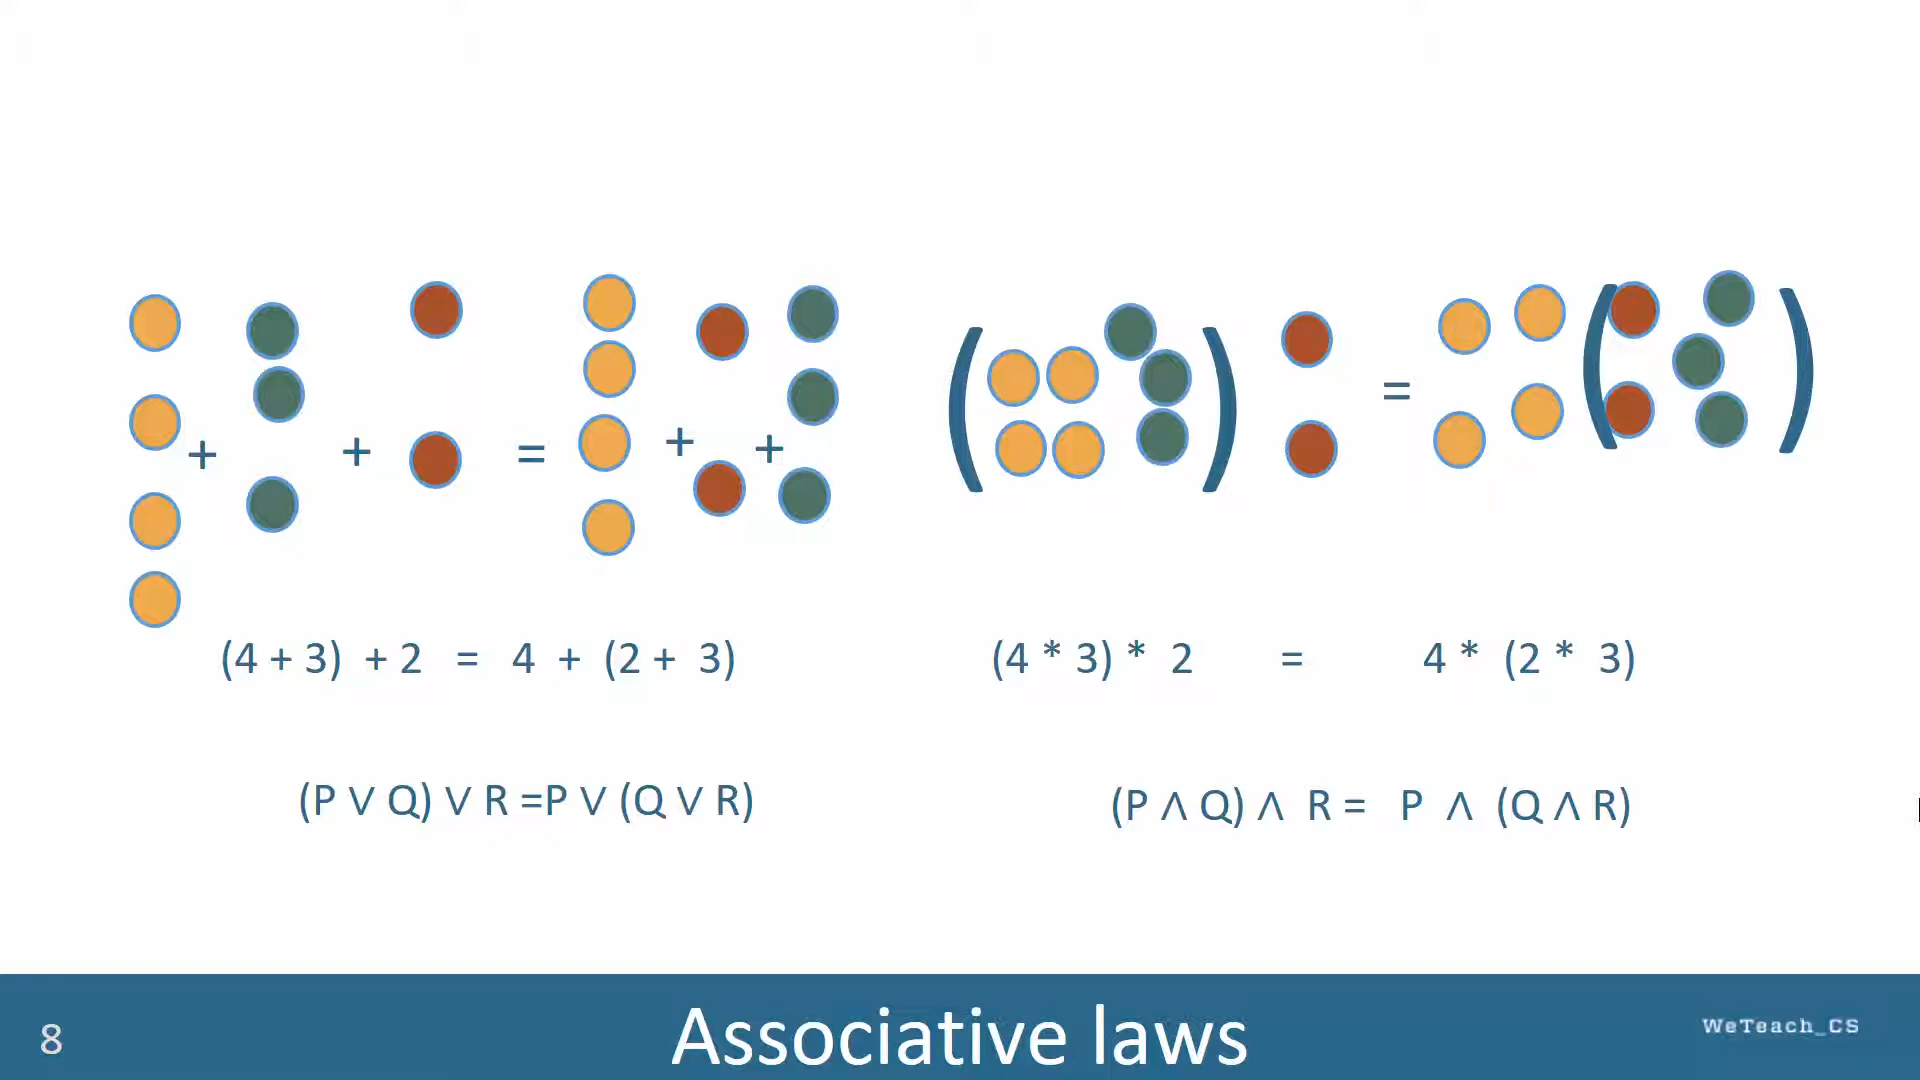 + + = + +
( ) = ( )
(4 + 3) + 2 = 4 + (2 + 3)
(4 * 3) * 2 = 4 * (2 * 3)
(P ∨ Q) ∨ R =P ∨ (Q ∨ R)
(P ∧ Q) ∧ R = P ∧ (Q ∧ R)
8
Associative laws
WeTeach_CS